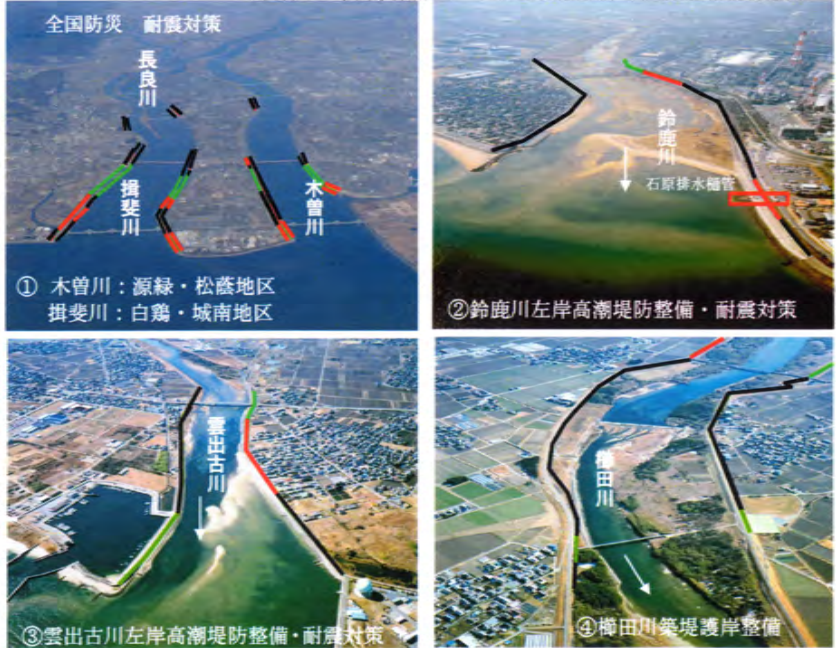 全国防災　耐震対策
長良川
揖斐川
木曽川
① 木曽川：源緑・松蔭地区
揖斐川：白鶏・城南地区
鈴鹿川
石原排水樋管
②鈴鹿川左岸高潮堤防整備・耐震対策
雲出古川
③雲出古川左岸高潮堤防整備・耐震対策
櫛田川
④櫛田川築堤護岸整備